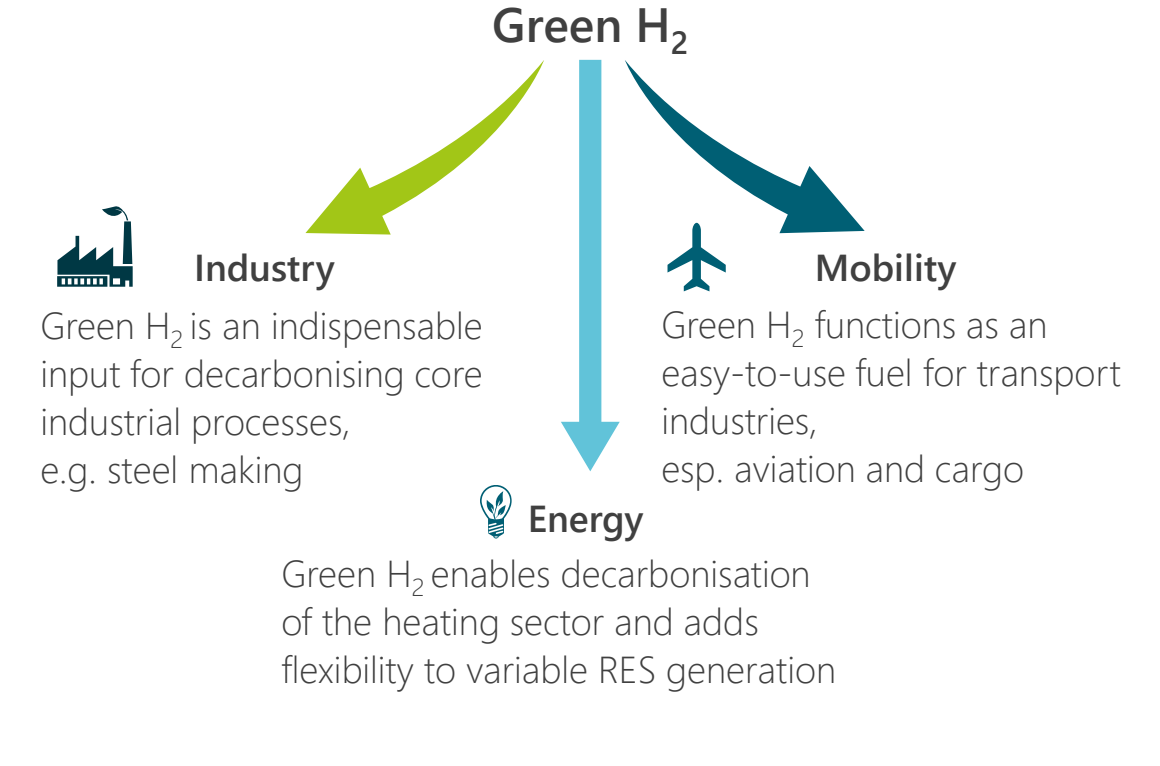 Green H₂
Industry
Green H₂ is an indispensable
input for decarbonising core
industrial processes,
e.g. steel making
Mobility
Green H₂ functions as an
easy-to-use fuel for transport
industries,
esp. aviation and cargo
Energy
Green H₂ enables decarbonisation
of the heating sector and adds
flexibility to variable RES generation